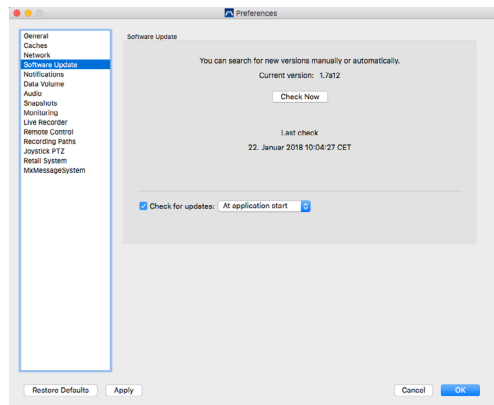 Preferences
General
Caches
Network
Software Update
Notifications
Data Volume
Audio
Snapshots
Monitoring
Live Recorder
Remote Control
Recording Paths
Joystick PTZ
Retail System
MxMessageSystem
Software Update
You can search for new versions manually or automatically.
Current version: 1.7a12
Check Now
Last check
22. Januar 2018 10:04:27 CET
Check for updates: At application start
Restore Defaults Apply Cancel OK